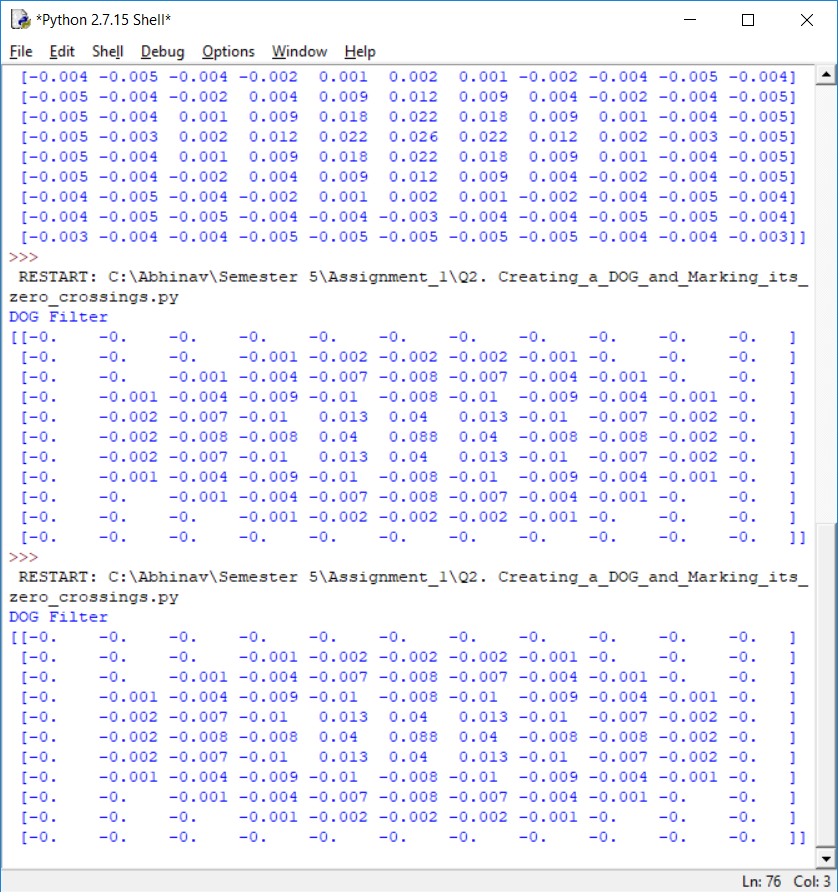 *Python 2.7.15 Shell*
File Edit Shell Debug Options Window Help
[-0.004 -0.005 -0.004 -0.002  0.001  0.002  0.001 -0.002 -0.004 -0.005 -0.004]
[-0.005 -0.004 -0.002  0.004  0.009  0.012  0.009  0.004 -0.002 -0.004 -0.005]
[-0.005 -0.004  0.001  0.009  0.018  0.022  0.018  0.009  0.001 -0.004 -0.005]
[-0.005 -0.003  0.002  0.012  0.022  0.026  0.022  0.012  0.002 -0.003 -0.005]
[-0.005 -0.004  0.001  0.009  0.018  0.022  0.018  0.009  0.001 -0.004 -0.005]
[-0.005 -0.004 -0.002  0.004  0.009  0.012  0.009  0.004 -0.002 -0.004 -0.005]
[-0.004 -0.005 -0.004 -0.002  0.001  0.002  0.001 -0.002 -0.004 -0.005 -0.004]
[-0.004 -0.005 -0.005 -0.004 -0.004 -0.003 -0.004 -0.004 -0.005 -0.005 -0.004]
[-0.003 -0.004 -0.004 -0.005 -0.005 -0.005 -0.005 -0.005 -0.004 -0.004 -0.003]]
>>>
RESTART: C:\Abhinav\Semester 5\Assignment_1\Q2. Creating_a_DOG_and_Marking_its_
zero_crossings.py
DOG Filter
[[-0.    -0.    -0.    -0.    -0.    -0.    -0.    -0.    -0.    -0.    -0.   ]
[-0.    -0.    -0.    -0.001 -0.002 -0.002 -0.002 -0.001 -0.    -0.    -0.   ]
[-0.    -0.    -0.001 -0.004 -0.007 -0.008 -0.007 -0.004 -0.001 -0.    -0.   ]
[-0.    -0.001 -0.004 -0.009 -0.01  -0.008 -0.01  -0.009 -0.004 -0.001 -0.   ]
[-0.    -0.002 -0.007 -0.01   0.013  0.04   0.013 -0.01  -0.007 -0.002 -0.   ]
[-0.    -0.002 -0.008 -0.008  0.04   0.088  0.04  -0.008 -0.008 -0.002 -0.   ]
[-0.    -0.002 -0.007 -0.01   0.013  0.04   0.013 -0.01  -0.007 -0.002 -0.   ]
[-0.    -0.001 -0.004 -0.009 -0.01  -0.008 -0.01  -0.009 -0.004 -0.001 -0.   ]
[-0.    -0.    -0.001 -0.004 -0.007 -0.008 -0.007 -0.004 -0.001 -0.    -0.   ]
[-0.    -0.    -0.    -0.001 -0.002 -0.002 -0.002 -0.001 -0.    -0.    -0.   ]
[-0.    -0.    -0.    -0.    -0.    -0.    -0.    -0.    -0.    -0.    -0.   ]]
>>>
RESTART: C:\Abhinav\Semester 5\Assignment_1\Q2. Creating_a_DOG_and_Marking_its_
zero_crossings.py
DOG Filter
[[-0.    -0.    -0.    -0.    -0.    -0.    -0.    -0.    -0.    -0.    -0.   ]
[-0.    -0.    -0.    -0.001 -0.002 -0.002 -0.002 -0.001 -0.    -0.    -0.   ]
[-0.    -0.    -0.001 -0.004 -0.007 -0.008 -0.007 -0.004 -0.001 -0.    -0.   ]
[-0.    -0.001 -0.004 -0.009 -0.01  -0.008 -0.01  -0.009 -0.004 -0.001 -0.   ]
[-0.    -0.002 -0.007 -0.01   0.013  0.04   0.013 -0.01  -0.007 -0.002 -0.   ]
[-0.    -0.002 -0.008 -0.008  0.04   0.088  0.04  -0.008 -0.008 -0.002 -0.   ]
[-0.    -0.002 -0.007 -0.01   0.013  0.04   0.013 -0.01  -0.007 -0.002 -0.   ]
[-0.    -0.001 -0.004 -0.009 -0.01  -0.008 -0.01  -0.009 -0.004 -0.001 -0.   ]
[-0.    -0.    -0.001 -0.004 -0.007 -0.008 -0.007 -0.004 -0.001 -0.    -0.   ]
[-0.    -0.    -0.    -0.001 -0.002 -0.002 -0.002 -0.001 -0.    -0.    -0.   ]
[-0.    -0.    -0.    -0.    -0.    -0.    -0.    -0.    -0.    -0.    -0.   ]]
Ln: 76 Col: 3